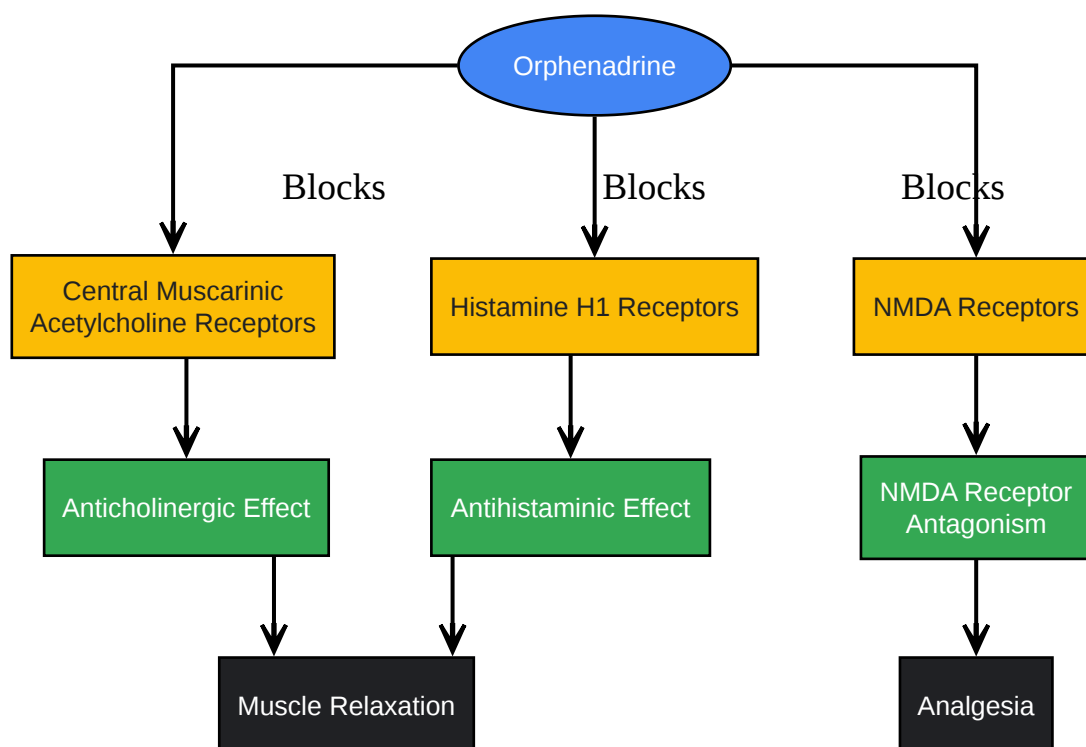 Orphenadrine
Blocks
Blocks
Blocks
Central Muscarinic
Acetylcholine Receptors
Histamine H1 Receptors
NMDA Receptors
Anticholinergic Effect
Antihistaminic Effect
NMDA Receptor
Antagonism
Muscle Relaxation
Analgesia